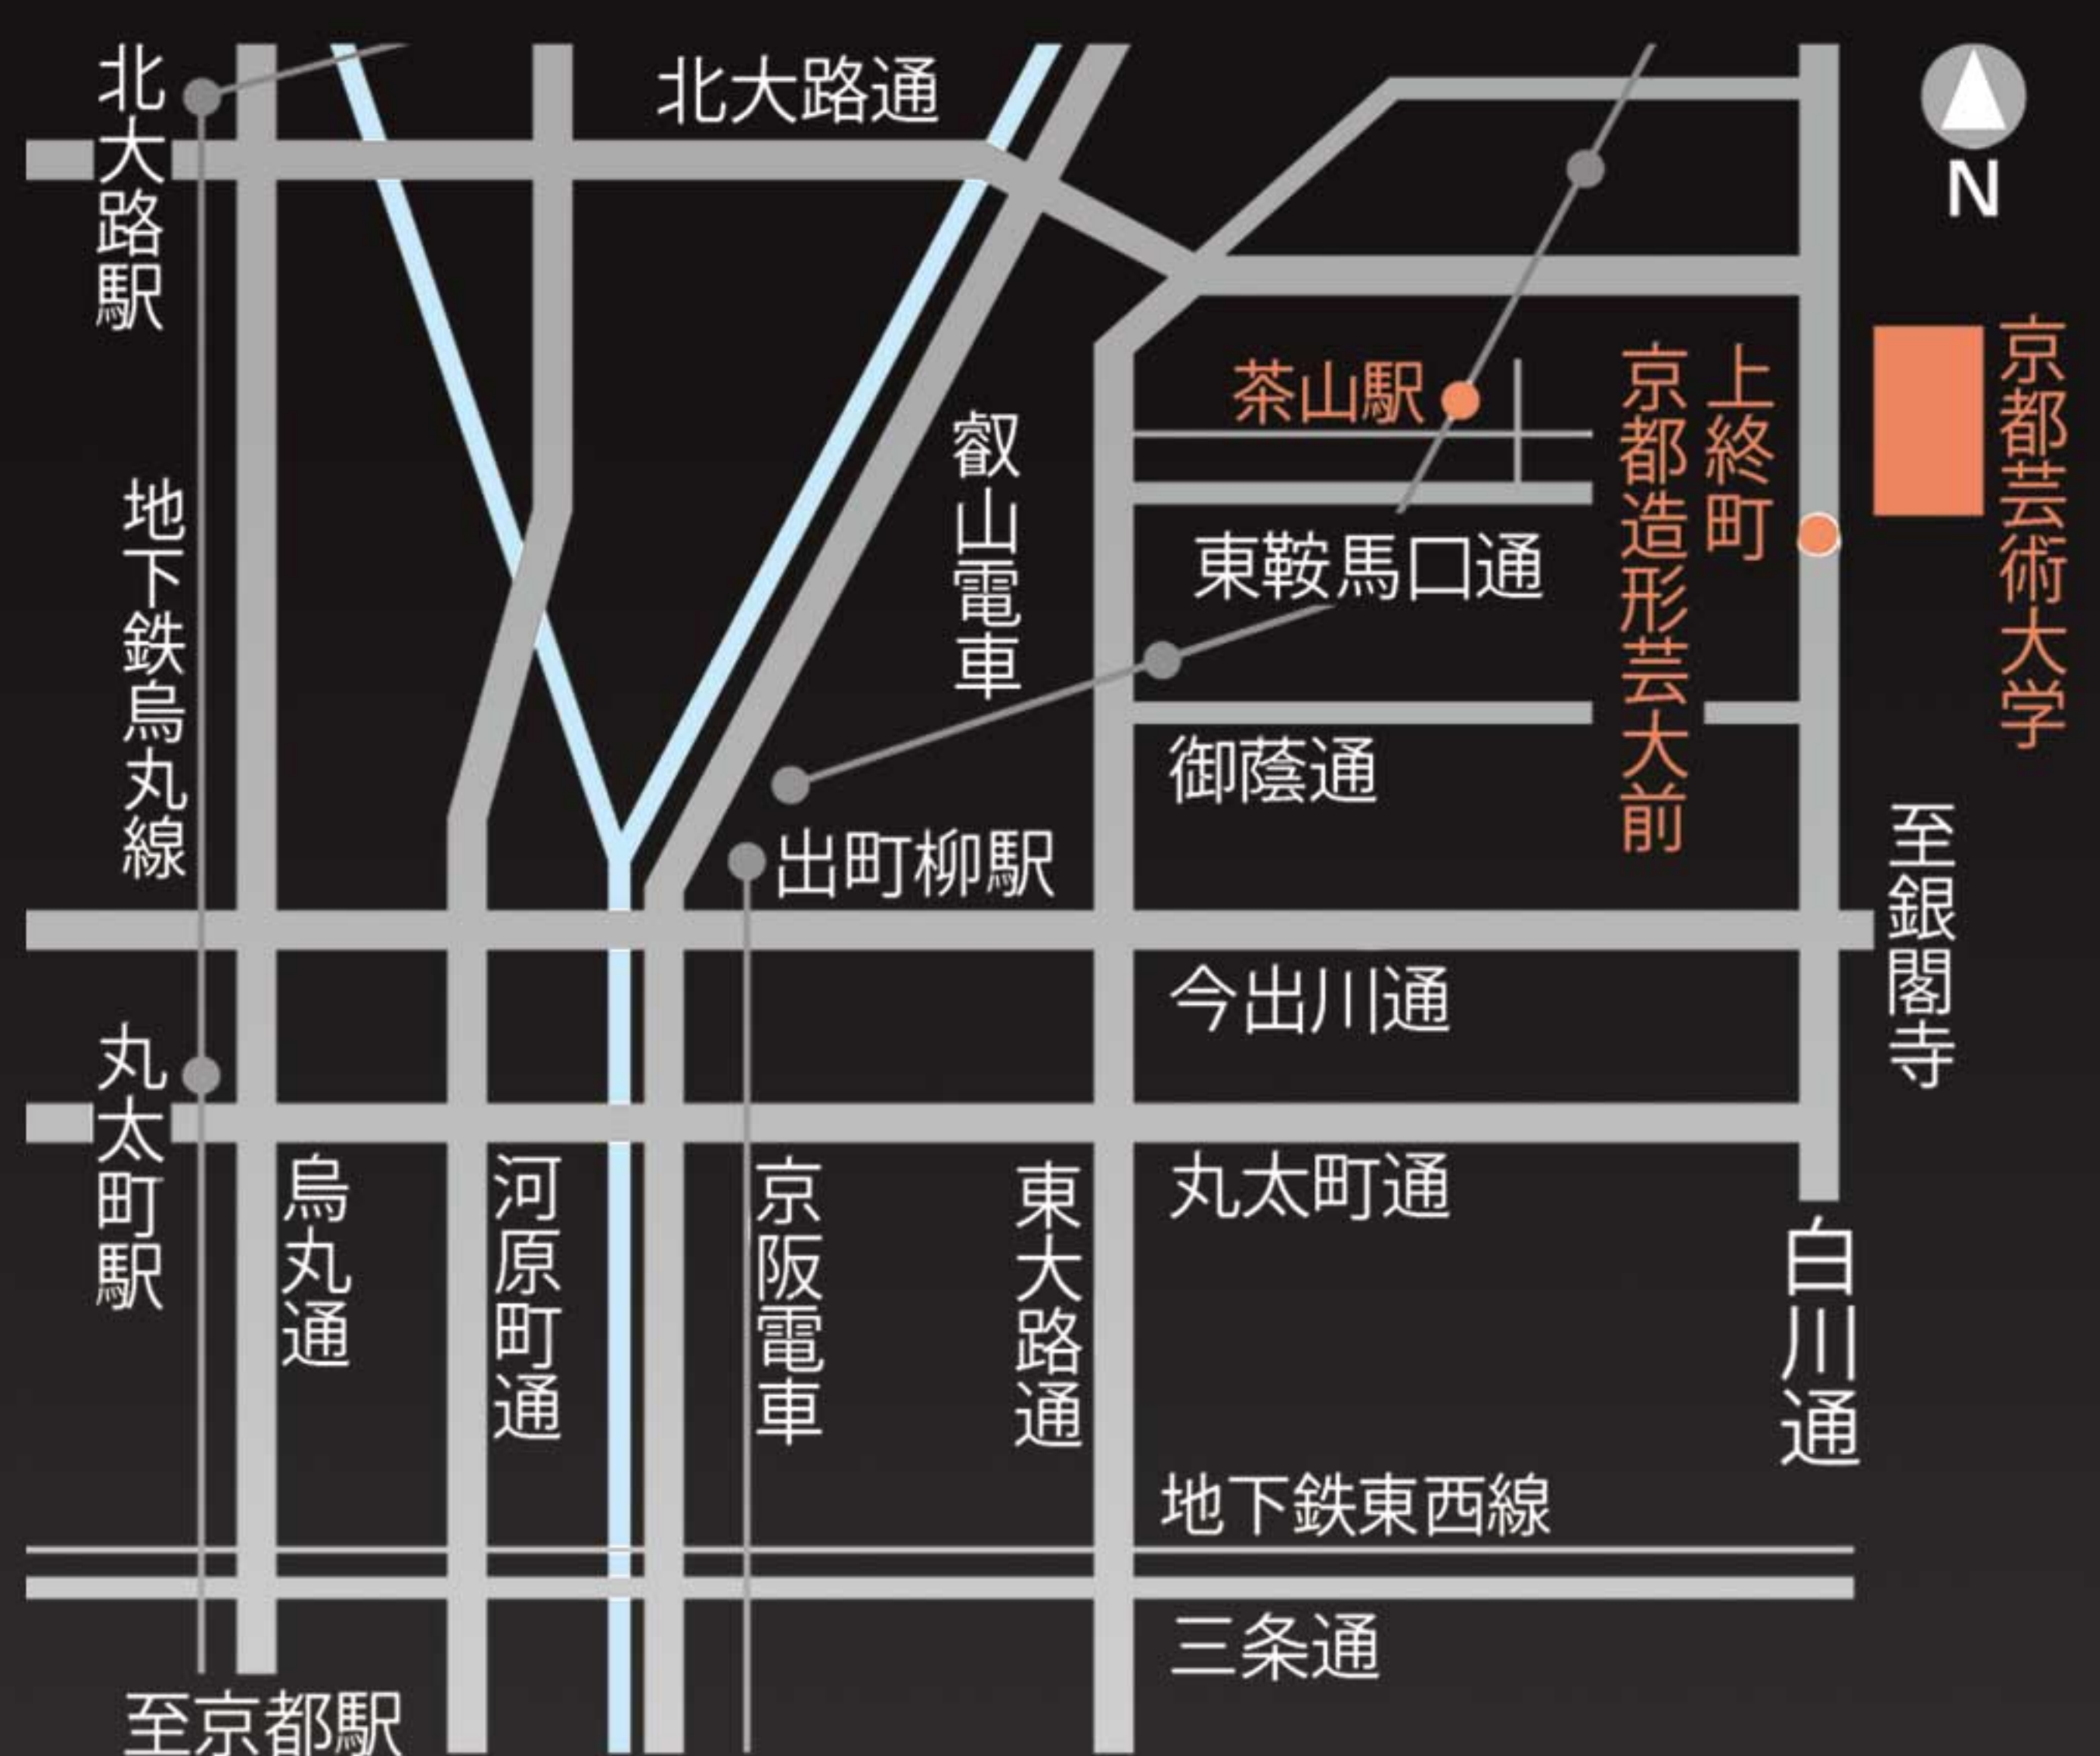 北大路駅
北大路通
N
京都芸術大学
上終町
京都造形芸大前
茶山駅
叡山電車
地下鉄烏丸線
東鞍馬口通
御蔭通
出町柳駅
至銀閣寺
今出川通
丸太町駅
烏丸通
河原町通
京阪電車
東大路通
丸太町通
白川通
地下鉄東西線
三条通
至京都駅